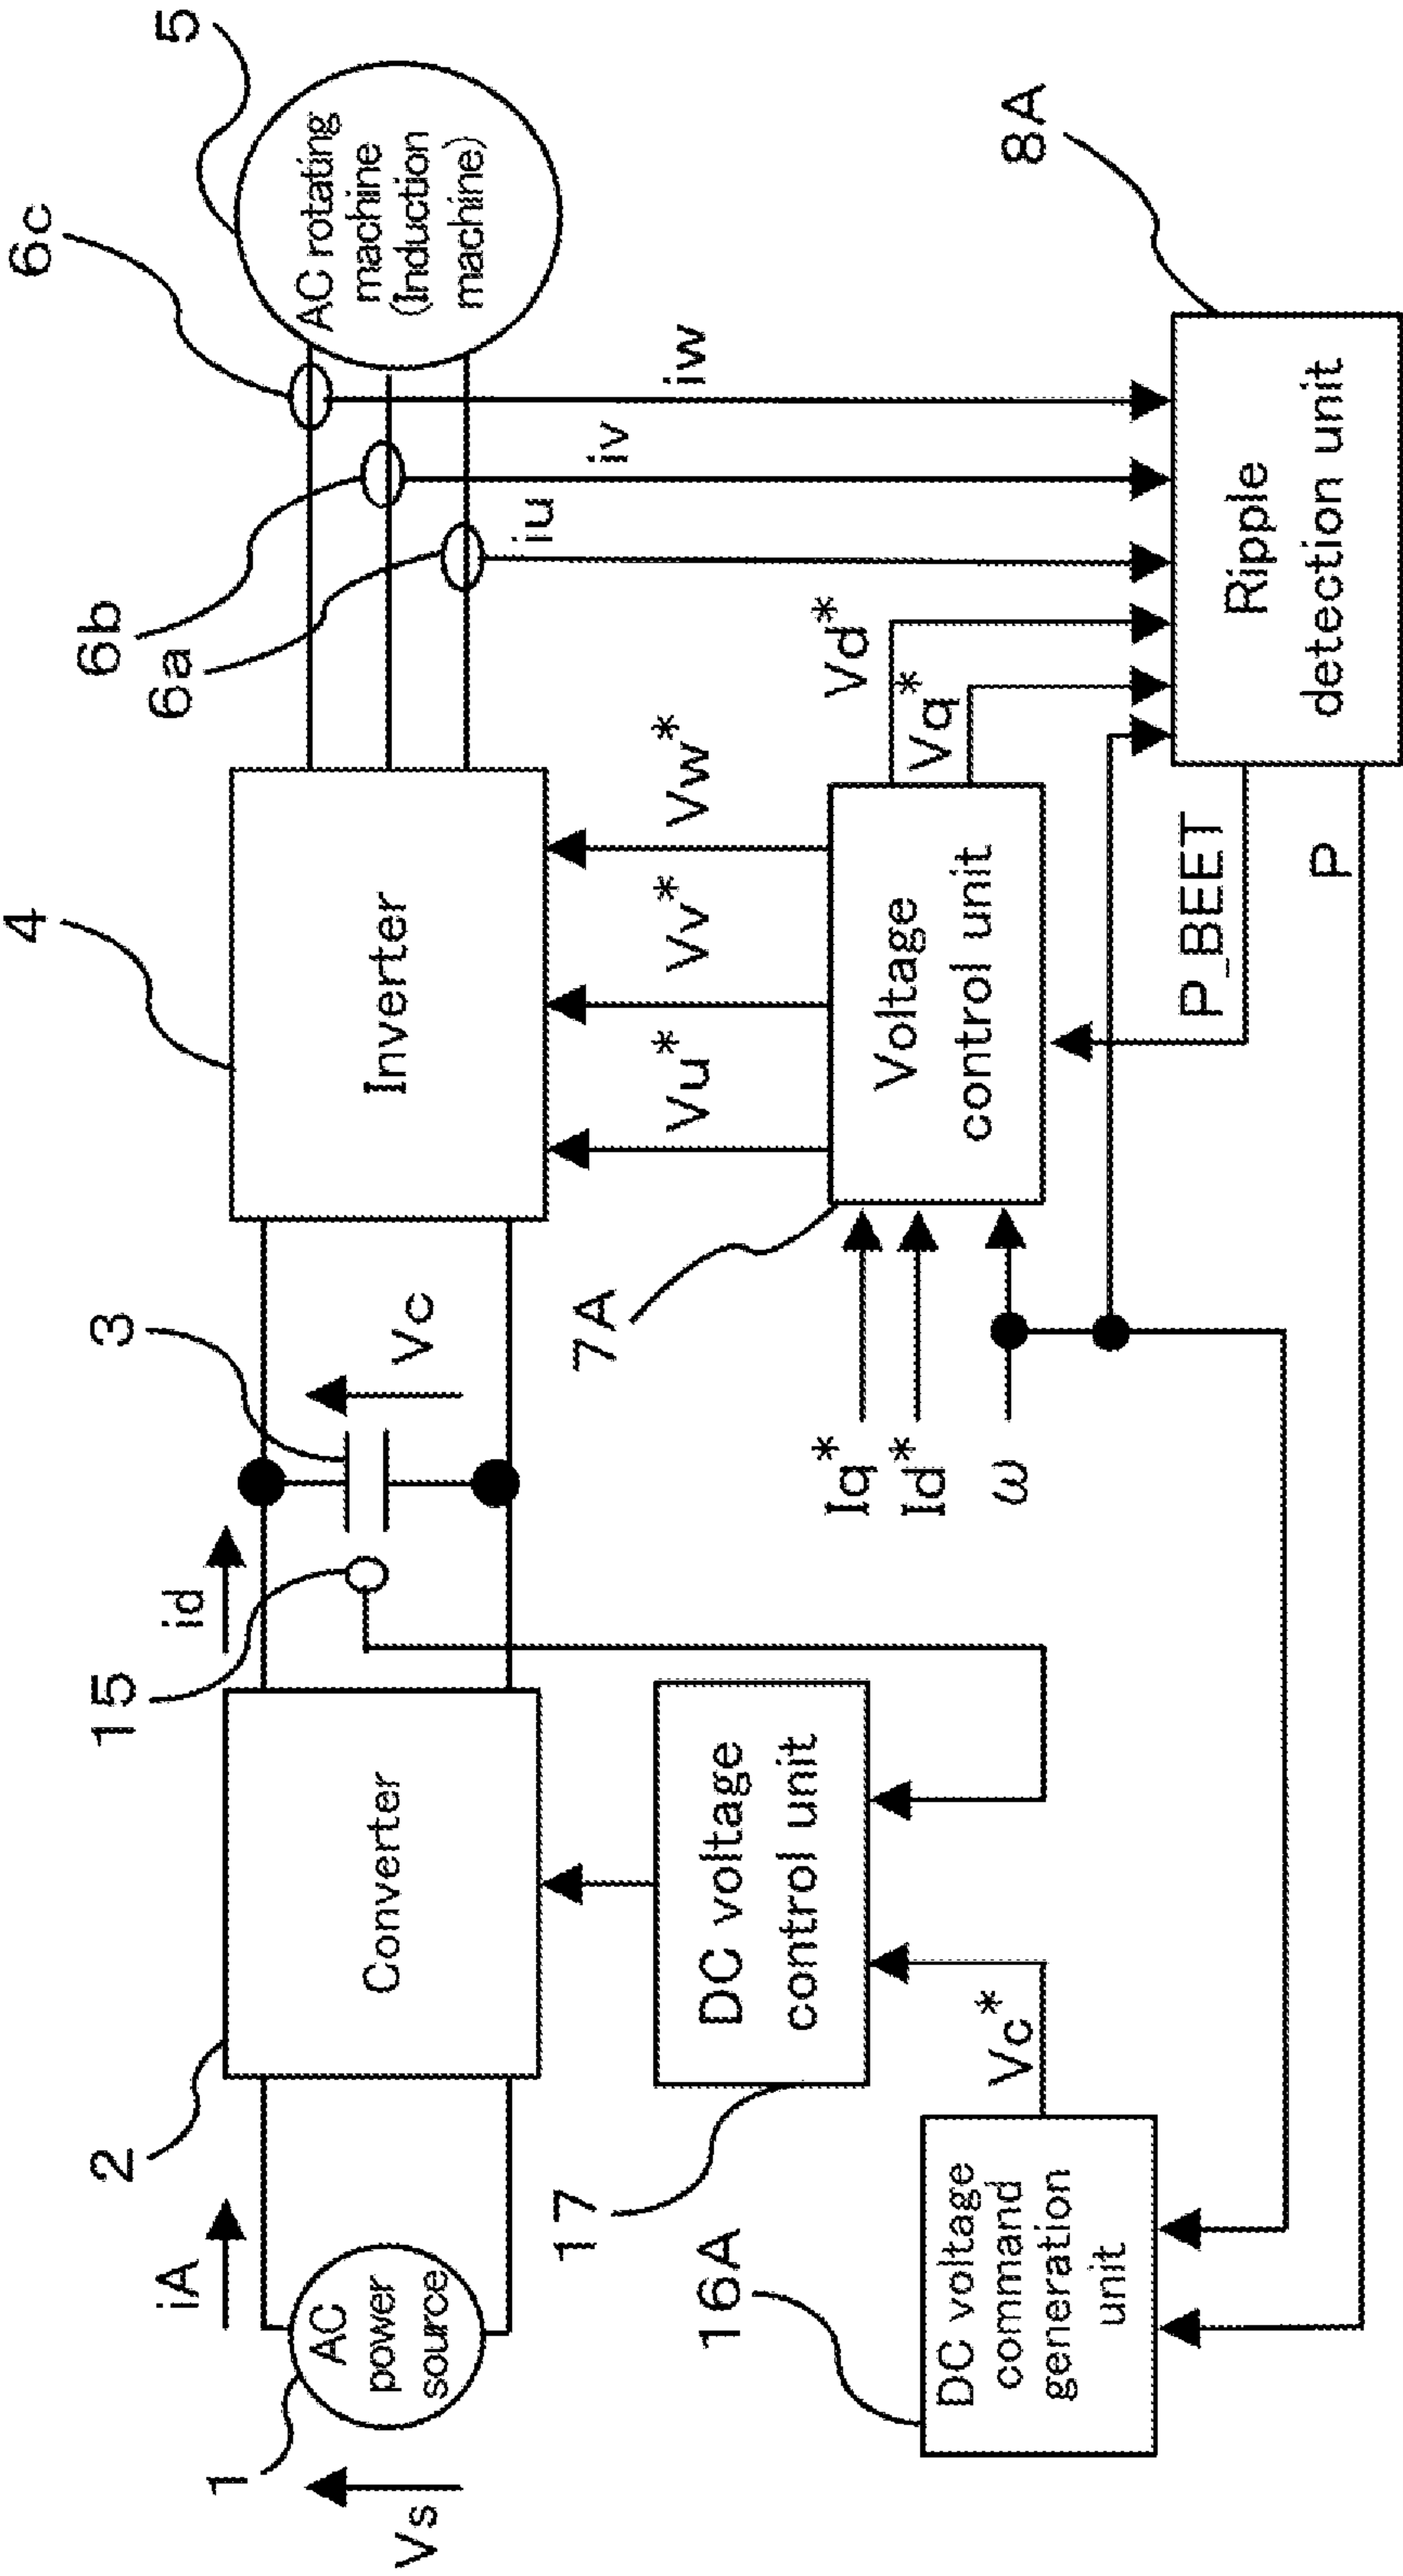 5
6c
AC rotating
machine
(Induction
machine)
6b
6a
iw
iv
iu
4
Inverter
Vw*
Vv*
Vu*
Vd*
Vq*
8A
Ripple
detection unit
Voltage
control unit
P_BEET
P
7A
3
Vc
15
id
Iq*
Id*
ω
2
Converter
DC voltage
control unit
17
Vc*
16A
DC voltage
command
generation
unit
iA
1
AC
power
source
Vs